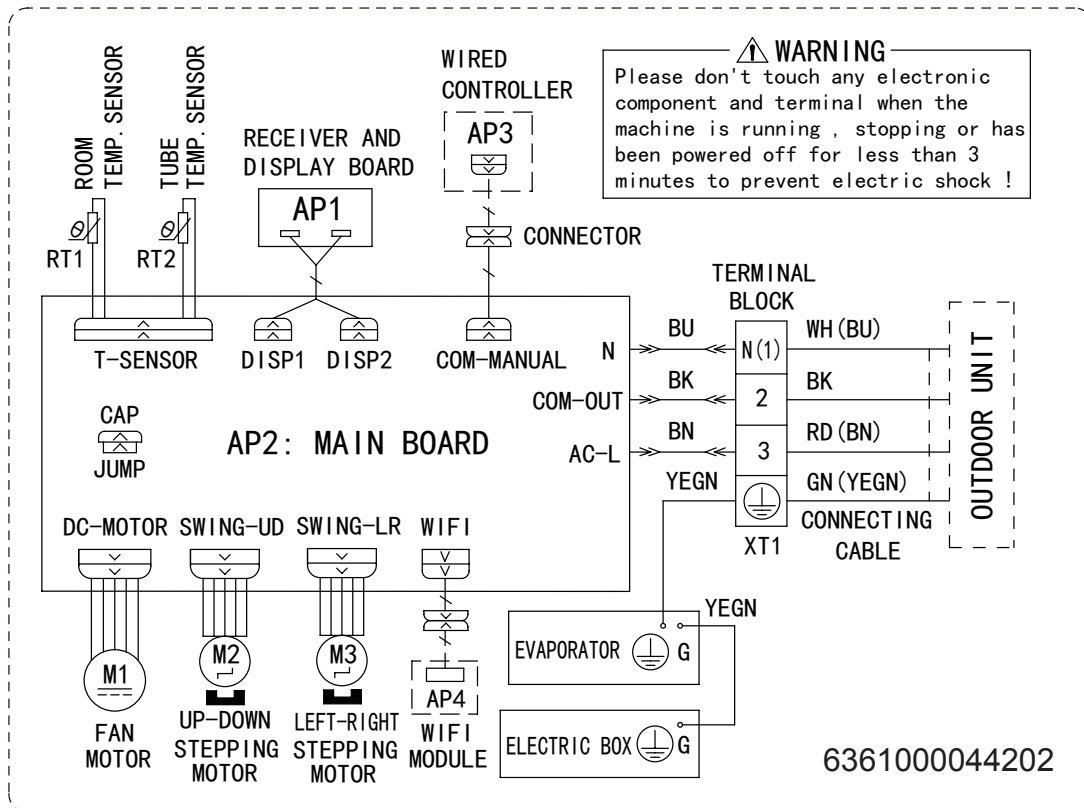 ROOM
TEMP. SENSOR
TUBE
TEMP. SENSOR
θ
RT1
θ
RT2
RECEIVER AND
DISPLAY BOARD
AP1
WIRED
CONTROLLER
AP3
CONNECTOR
WARNING
Please don't touch any electronic
component and terminal when the
machine is running , stopping or has
been powered off for less than 3
minutes to prevent electric shock !
T-SENSOR
DISP1
DISP2
COM-MANUAL
N
COM-OUT
AC-L
CAP
JUMP
AP2: MAIN BOARD
TERMINAL
BLOCK
BU
N(1)
WH(BU)
BK
2
BK
BN
3
RD(BN)
YEGN
GN(YEGN)
XT1
CONNECTING
CABLE
OUTDOOR UNIT
DC-MOTOR
SWING-UD
SWING-LR
WIFI
M1
FAN
MOTOR
M2
UP-DOWN
STEPPING
MOTOR
M3
LEFT-RIGHT
STEPPING
MOTOR
AP4
WIFI
MODULE
YEGN
EVAPORATOR
G
ELECTRIC BOX
G
6361000044202